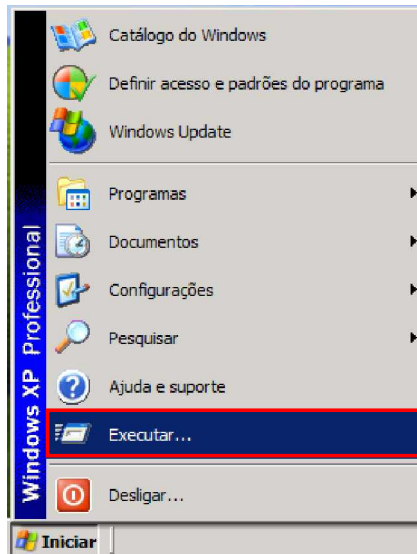 Catálogo do Windows
Definir acesso e padrões do programa
Windows Update
Programas
Documentos
Configurações
Pesquisar
Ajuda e suporte
Executar...
Desligar...
Windows XP Professional
Iniciar